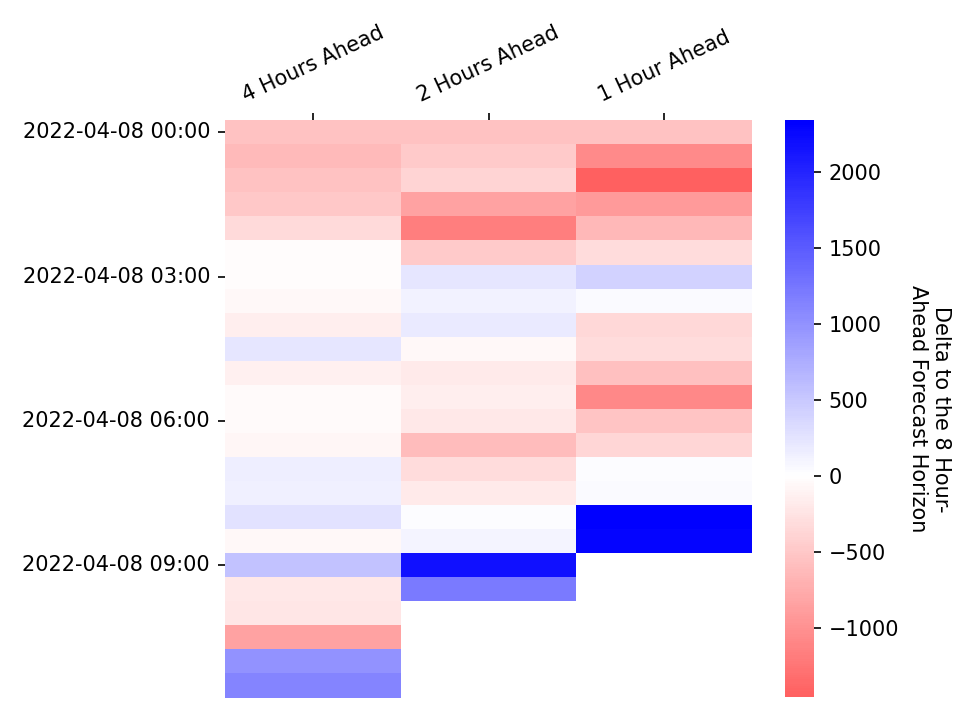 4 Hours Ahead
2 Hours Ahead
1 Hour Ahead
2022-04-08 00:00
2022-04-08 03:00
2022-04-08 06:00
2022-04-08 09:00
2000
1500
1000
500
0
−500
−1000
Delta to the 8 Hour-
Ahead Forecast Horizon